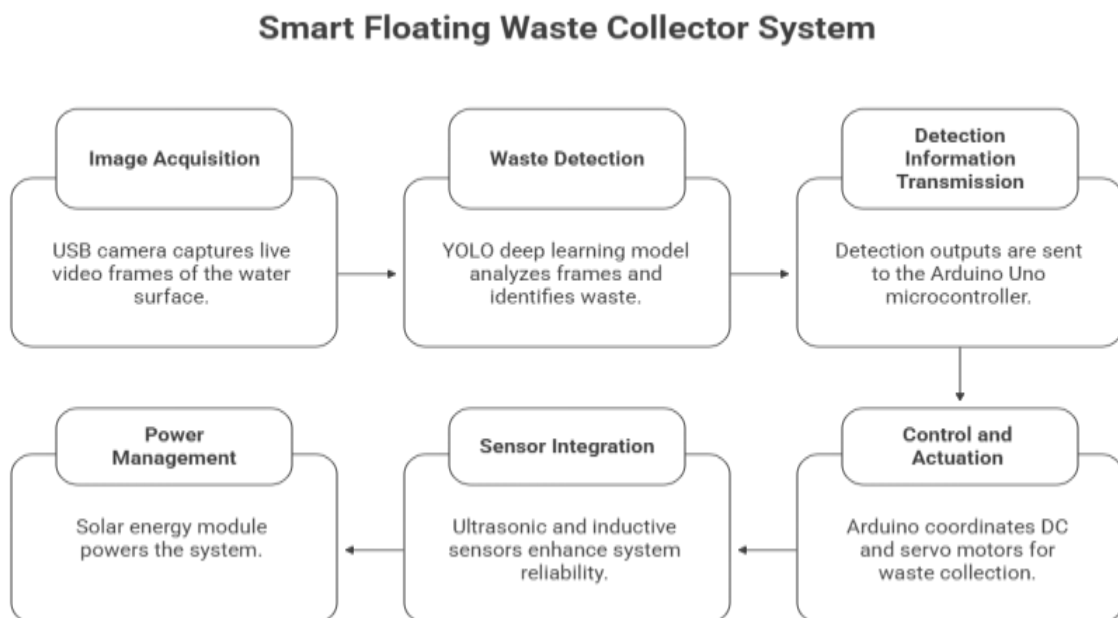 Smart Floating Waste Collector System
Image Acquisition
USB camera captures live
video frames of the water
surface.
Waste Detection
YOLO deep learning model
analyzes frames and
identifies waste.
Detection
Information
Transmission
Detection outputs are sent
to the Arduino Uno
microcontroller.
Control and
Actuation
Arduino coordinates DC
and servo motors for
waste collection.
Sensor Integration
Ultrasonic and inductive
sensors enhance system
reliability.
Power
Management
Solar energy module
powers the system.